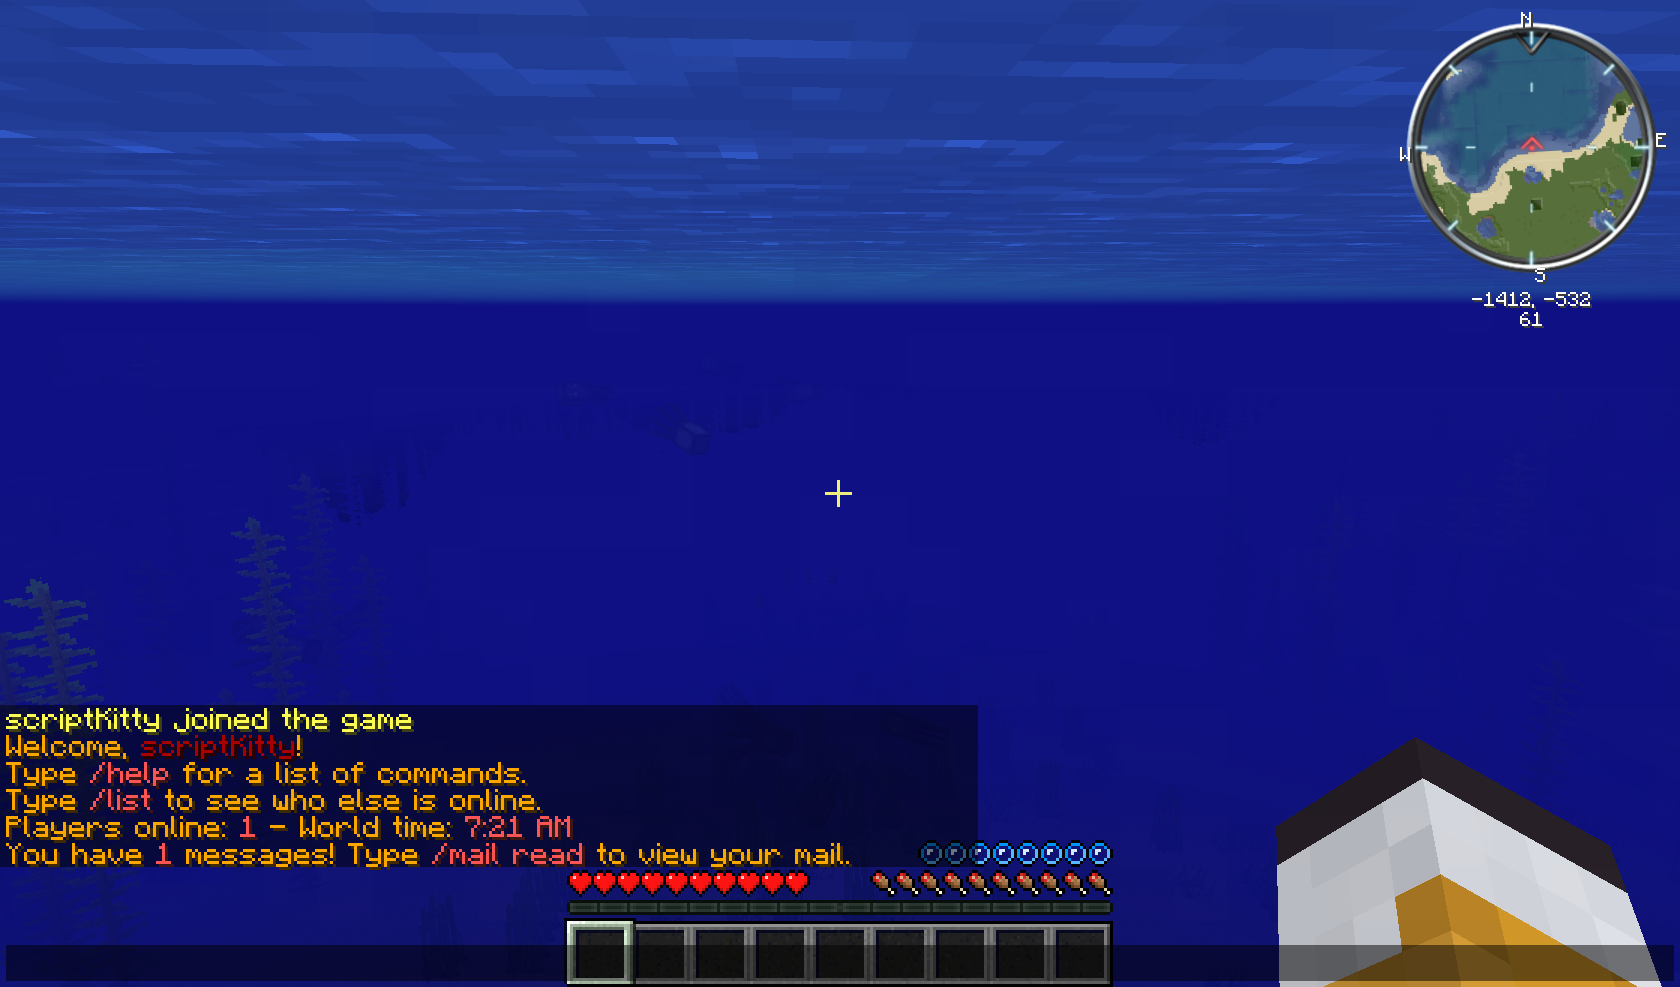 N
W
E
S
-1412, -532
61
scriptKitty joined the game
Welcome, scriptKitty!
Type /help for a list of commands.
Type /list to see who else is online.
Players online: 1 - World time: 7:21 AM
You have 1 messages! Type /mail read to view your mail.